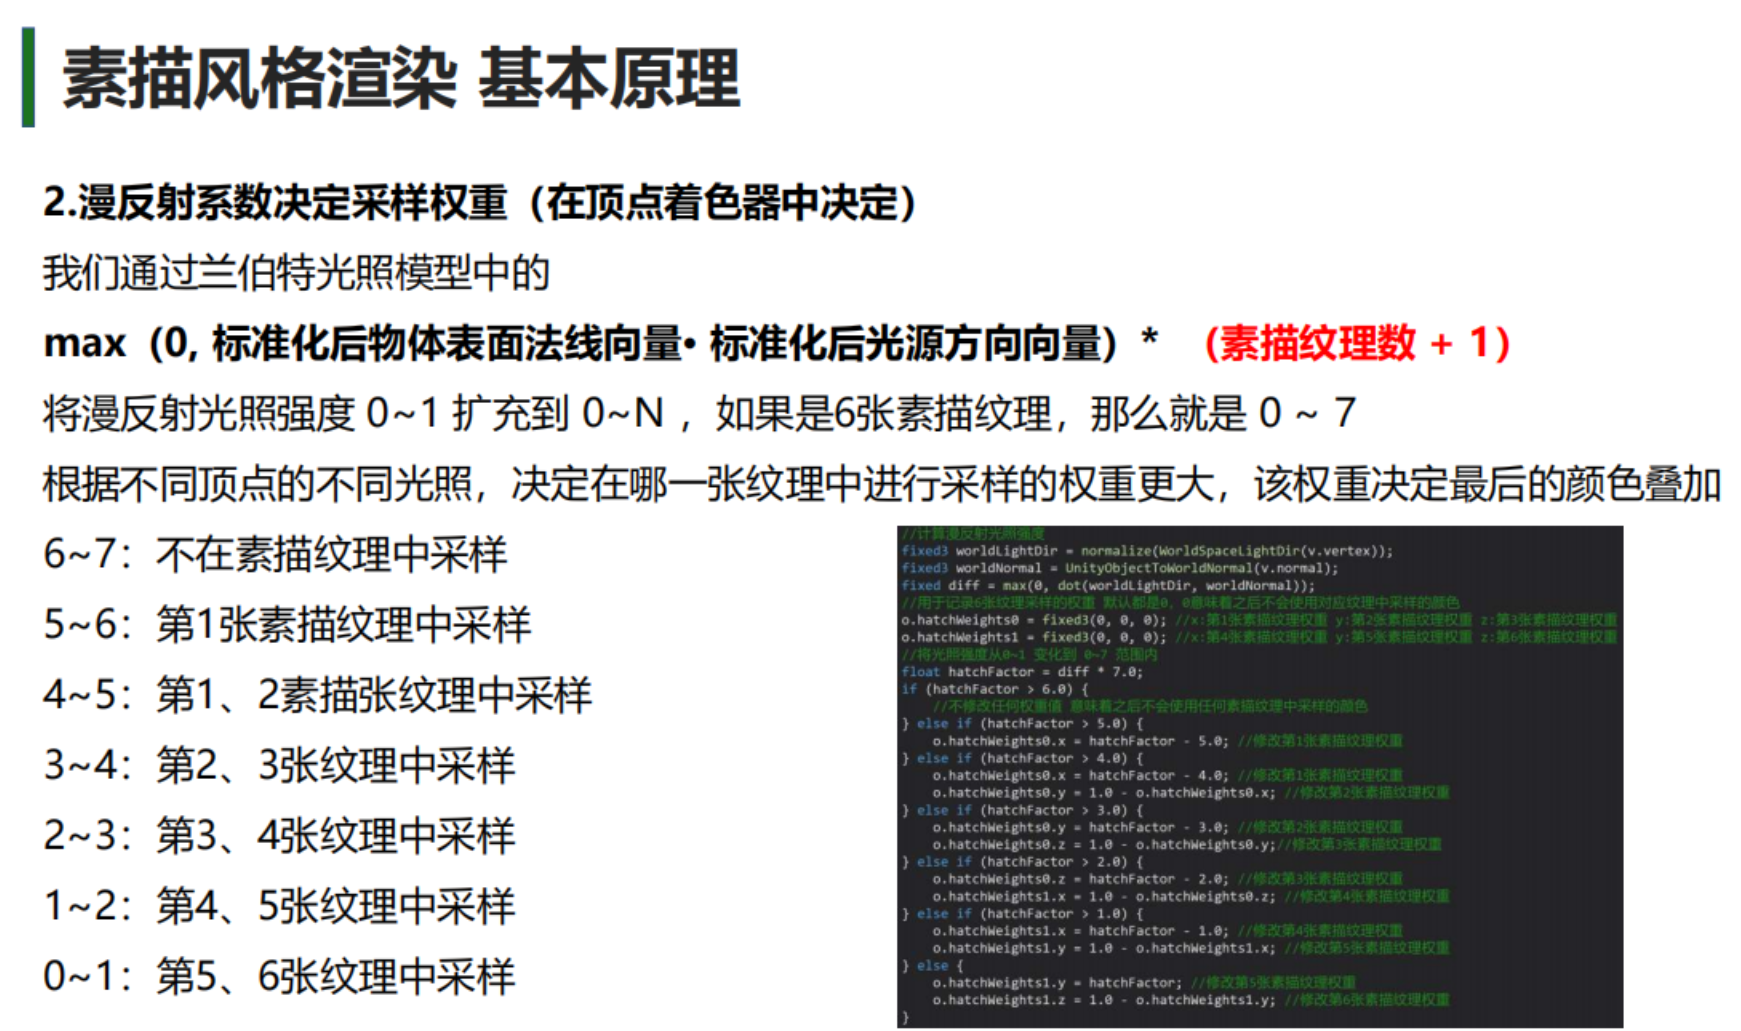 素描风格渲染 基本原理
2.漫反射系数决定采样权重（在顶点着色器中决定）
我们通过兰伯特光照模型中的
max（0, 标准化后物体表面法线向量· 标准化后光源方向向量）* （素描纹理数 + 1）
将漫反射光照强度 0~1 扩充到 0~N ，如果是6张素描纹理，那么就是 0 ~ 7
根据不同顶点的不同光照，决定在哪一张纹理中进行采样的权重更大，该权重决定最后的颜色叠加
6~7：不在素描纹理中采样
5~6：第1张素描纹理中采样
4~5：第1、2素描张纹理中采样
3~4：第2、3张纹理中采样
2~3：第3、4张纹理中采样
1~2：第4、5张纹理中采样
0~1：第5、6张纹理中采样
//计算漫反射光照强度
fixed3 worldLightDir = normalize(WorldSpaceLightDir(v.vertex));
fixed3 worldNormal = UnityObjectToWorldNormal(v.normal);
fixed diff = max(0, dot(worldLightDir, worldNormal));
//用于记录6张纹理采样的权重 默认都是0，0意味着之后不会使用对应纹理中采样的颜色
o.hatchWeights0 = fixed3(0, 0, 0); //x:第1张素描纹理权重 y:第2张素描纹理权重 z:第3张素描纹理权重
o.hatchWeights1 = fixed3(0, 0, 0); //x:第4张素描纹理权重 y:第5张素描纹理权重 z:第6张素描纹理权重
//将光照强度从0~1 变化到 0~7 范围内
float hatchFactor = diff * 7.0;
if (hatchFactor > 6.0) {
//不修改任何权重值 意味着之后不会使用任何素描纹理中采样的颜色
} else if (hatchFactor > 5.0) {
o.hatchWeights0.x = hatchFactor - 5.0; //修改第1张素描纹理权重
} else if (hatchFactor > 4.0) {
o.hatchWeights0.x = hatchFactor - 4.0; //修改第1张素描纹理权重
o.hatchWeights0.y = 1.0 - o.hatchWeights0.x; //修改第2张素描纹理权重
} else if (hatchFactor > 3.0) {
o.hatchWeights0.y = hatchFactor - 3.0; //修改第2张素描纹理权重
o.hatchWeights0.z = 1.0 - o.hatchWeights0.y;//修改第3张素描纹理权重
} else if (hatchFactor > 2.0) {
o.hatchWeights0.z = hatchFactor - 2.0; //修改第3张素描纹理权重
o.hatchWeights1.x = 1.0 - o.hatchWeights0.z; //修改第4张素描纹理权重
} else if (hatchFactor > 1.0) {
o.hatchWeights1.x = hatchFactor - 1.0; //修改第4张素描纹理权重
o.hatchWeights1.y = 1.0 - o.hatchWeights1.x; //修改第5张素描纹理权重
} else {
o.hatchWeights1.y = hatchFactor; //修改第5张素描纹理权重
o.hatchWeights1.z = 1.0 - o.hatchWeights1.y; //修改第6张素描纹理权重
}